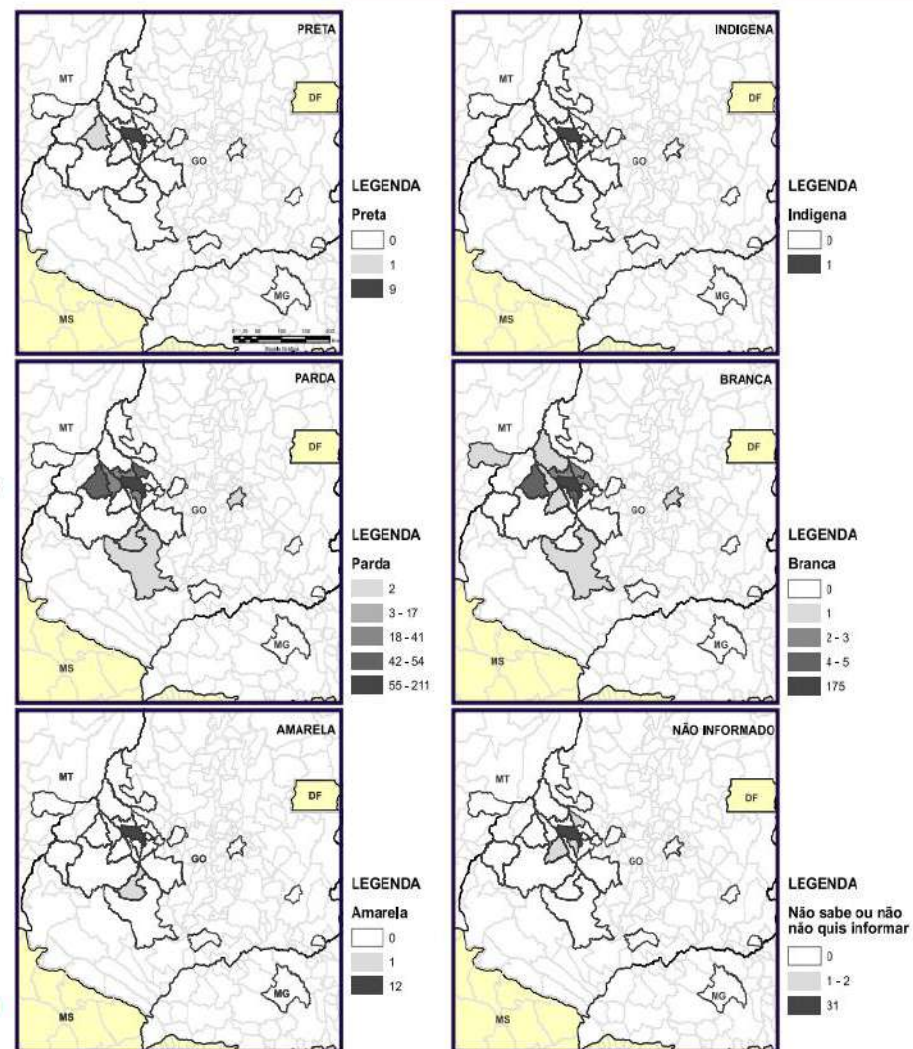 PRETA
MT
DF
GO
MG
MS
LEGENDA
Preta
0
1
9
INDIGENA
MT
DF
GO
MG
MS
LEGENDA
Indigena
0
1
PARDA
MT
DF
GO
MG
MS
LEGENDA
Parda
2
3 - 17
18 - 41
42 - 54
55 - 211
BRANCA
MT
DF
GO
MG
MS
LEGENDA
Branca
0
1
2 - 3
4 - 5
175
AMARELA
MT
DF
GO
MG
MS
LEGENDA
Amarela
0
1
12
NÃO INFORMADO
MT
DF
GO
MG
MS
LEGENDA
Não sabe ou não
não quis informar
0
1 - 2
31